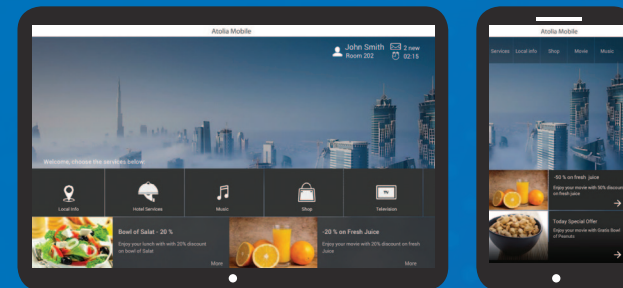 Atolia Mobile
John Smith
2 new
Room 202
02:15
Welcome, choose the services below
Local Info
Hotel Services
Music
Shop
TV
Television
Bowl of Salat - 20 %
Enjoy your lunch with with 20% discount
on bowl of Salat
More
-20 % on Fresh Juice
Enjoy your movie with 20% discount on fresh
Juice
More
Atolia Mobile
Services Local Info Shop Movie Music
-50 % on fresh juice
Enjoy your movie with 50% discount
on fresh juice
Today Special Offer
Enjoy your movie with Gratis Bowl
of Peanuts